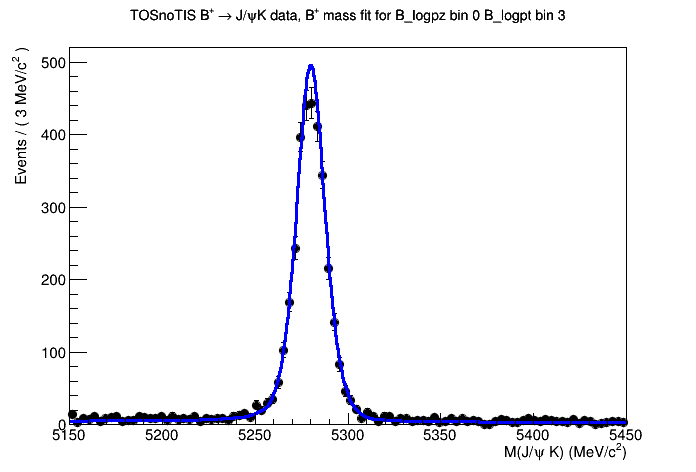 TOSnoTIS B⁺ → J/ψK data, B⁺ mass fit for B_logpz bin 0 B_logpt bin 3
Events / ( 3 MeV/c² )
500
400
300
200
100
0
5150 5200 5250 5300 5350 5400 5450
M(J/ψ K) (MeV/c²)